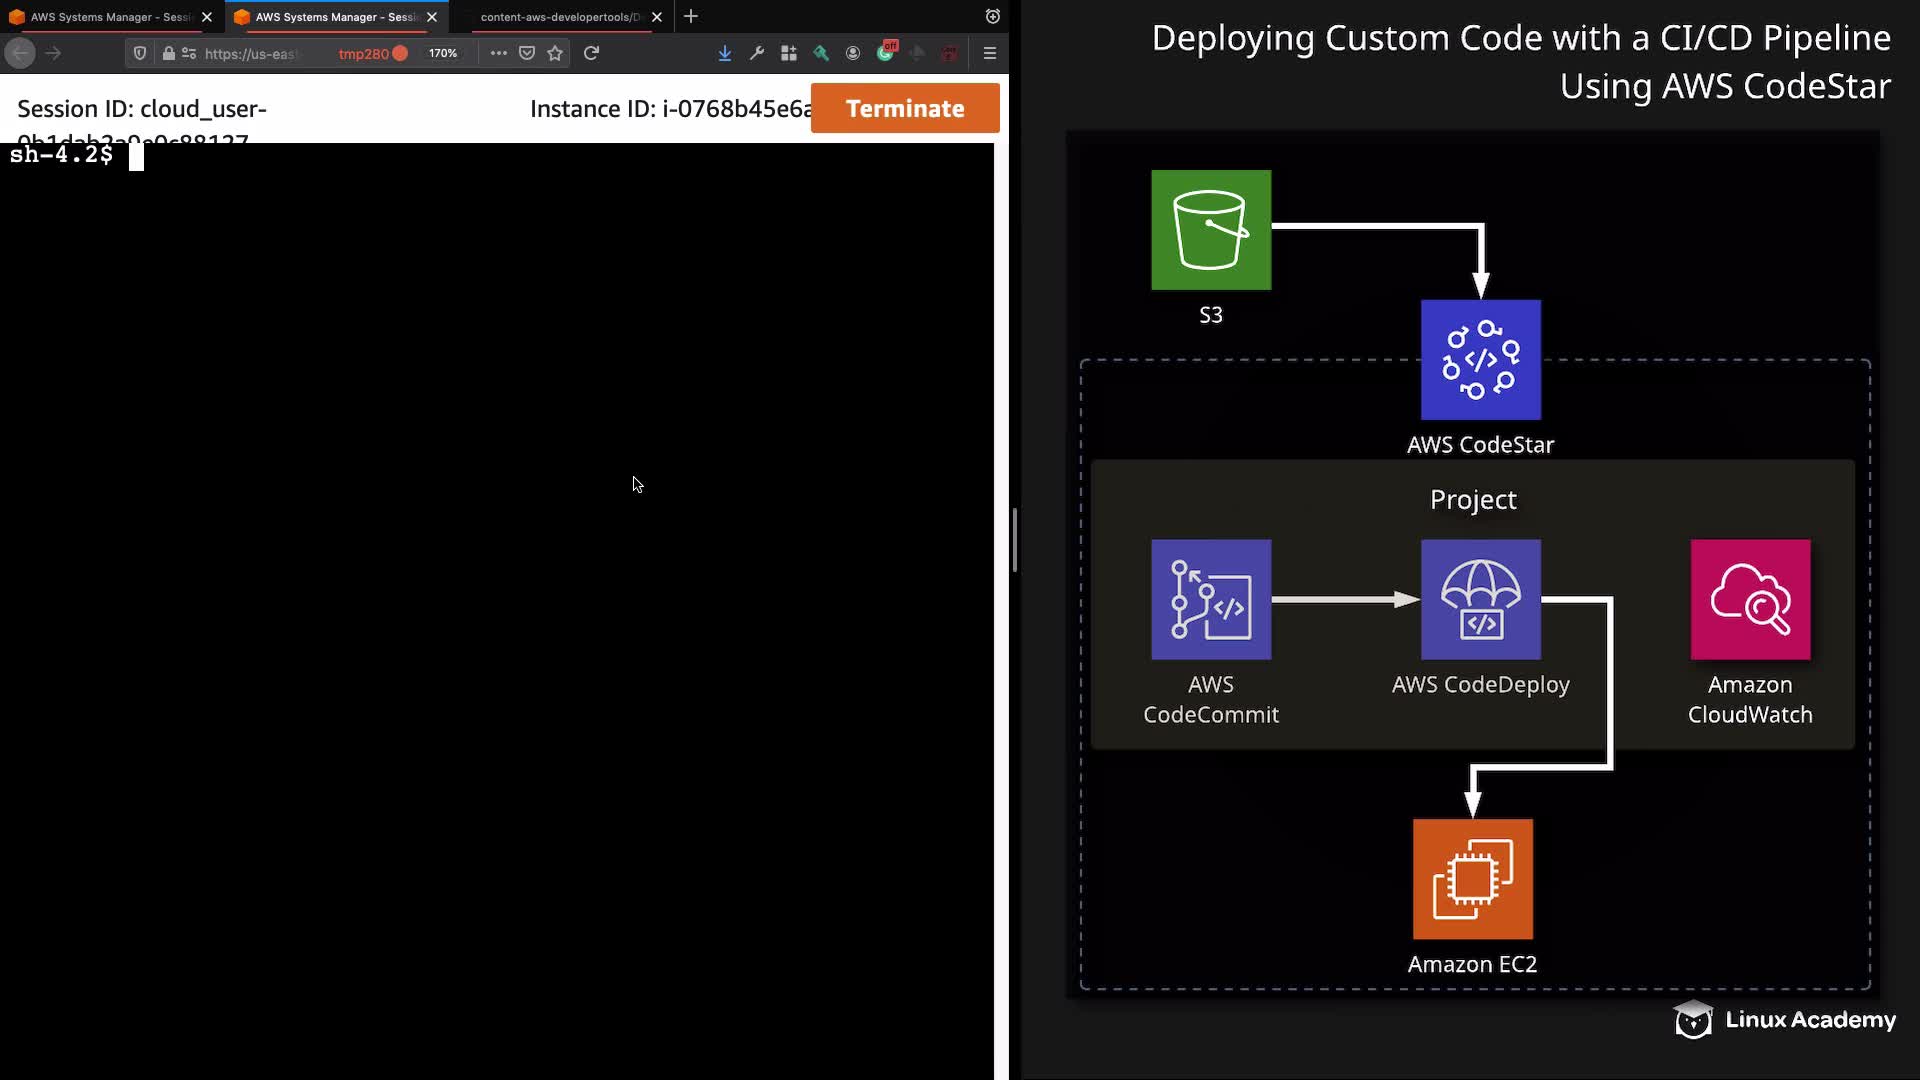 AWS Systems Manager - Sessi
AWS Systems Manager - Sessi
content-aws-developertools/D
https://us-east
tmp280
170%
off
Session ID: cloud_user-
Instance ID: i-0768b45e6a
Terminate
sh-4.2$
Deploying Custom Code with a CI/CD Pipeline
Using AWS CodeStar
S3
AWS CodeStar
Project
AWS
CodeCommit
AWS CodeDeploy
Amazon
CloudWatch
Amazon EC2
Linux Academy